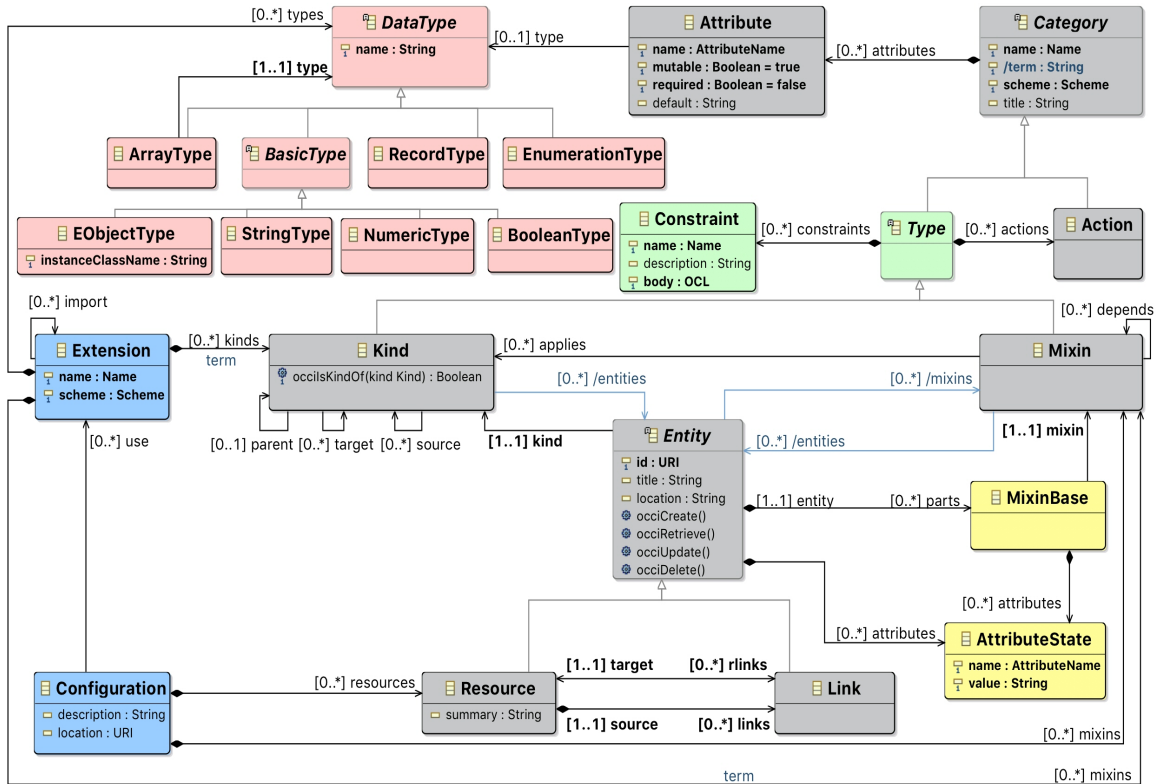 [0..*] types
DataType
name : String
[0..1] type
Attribute
name : AttributeName
mutable : Boolean = true
required : Boolean = false
default : String
[0..*] attributes
Category
name : Name
/term : String
scheme : Scheme
title : String
[1..1] type
ArrayType
BasicType
RecordType
EnumerationType
EObjectType
instanceClassName : String
StringType
NumericType
BooleanType
Constraint
name : Name
description : String
body : OCL
[0..*] constraints
Type
[0..*] actions
Action
[0..*] import
Extension
name : Name
scheme : Scheme
[0..*] kinds
term
Kind
occiIsKindOf(kind Kind) : Boolean
[0..*] applies
[0..*] depends
Mixin
[0..*] /entities
[0..*] /mixins
[0..1] parent
[0..*] target
[0..*] source
[0..*] use
[1..1] kind
Entity
id : URI
title : String
location : String
occiCreate()
occiRetrieve()
occiUpdate()
occiDelete()
[0..*] /entities
[1..1] mixin
[1..1] entity
[0..*] parts
MixinBase
[0..*] attributes
[0..*] attributes
AttributeState
name : AttributeName
value : String
Configuration
description : String
location : URI
[0..*] resources
Resource
summary : String
[1..1] target
[0..*] rlinks
[1..1] source
[0..*] links
Link
[0..*] mixins
term
[0..*] mixins